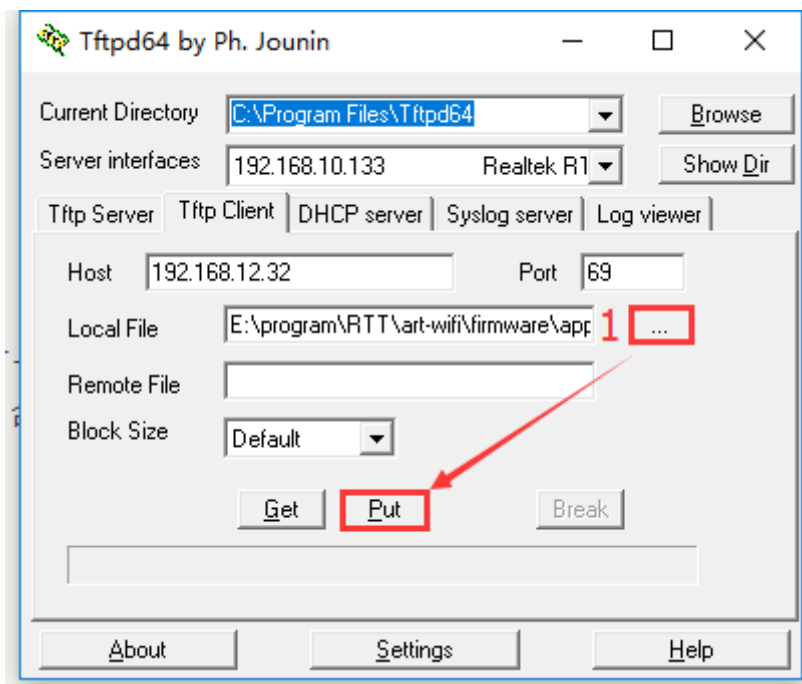 Tftpd64 by Ph. Jounin
Current Directory C:\Program Files\Tftpd64 Browse
Server interfaces 192.168.10.133 Realtek R1 Show Dir
Tftp Server Tftp Client DHCP server Syslog server Log viewer
Host 192.168.12.32 Port 69
Local File E:\program\RTT\art-wifi\firmware\app 1 ...
Remote File
Block Size Default
Get Put Break
About Settings Help